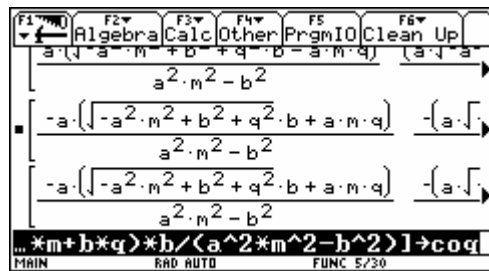 F1 F2 F3 F4 F5 F6
Algebra Calc Other PrgmIO Clean Up
a²·m²-b²
-a·(√-a²·m²+b²+q²·b+a·m·q) -(a·√
a²·m²-b²
-a·(√-a²·m²+b²+q²·b+a·m·q) -(a·√
a²·m²-b²
…*m+b*q)*b/(a^2*m^2-b^2)]→coq
MAIN RAD AUTO FUNC 5/30